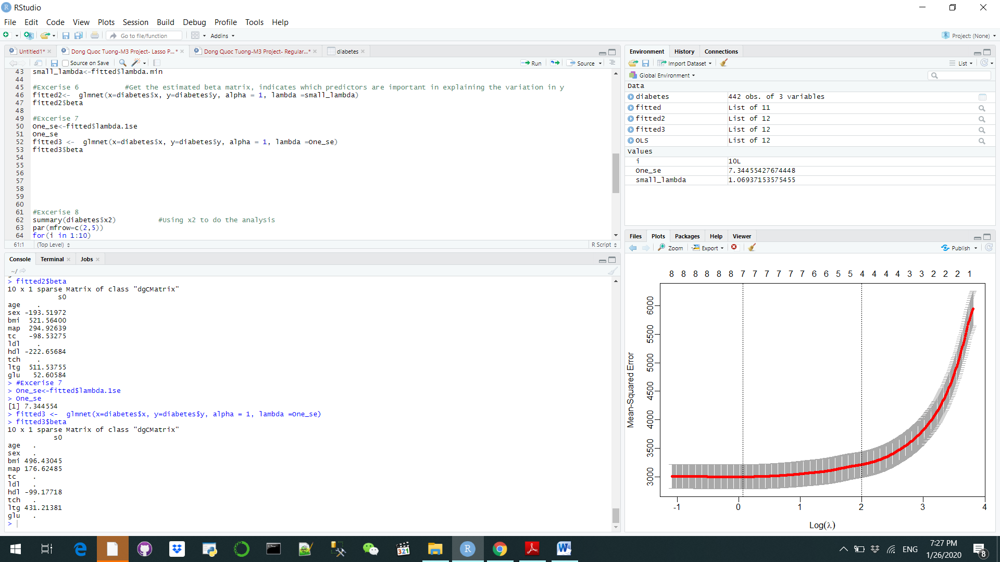 RStudio
File Edit Code View Plots Session Build Debug Profile Tools Help
Go to file/function Addins Project: (None)
Untitled1* Dong Quoc Tuong-M3 Project- Lasso P...* Dong Quoc Tuong-M3 Project- Regular...* diabetes
Source on Save Run Source
43 small_lambda<-fitted$lambda.min
44
45 #Excerise 6 #Get the estimated beta matrix, indicates which predictors are important in explaining the variation in y
46 fitted2<- glmnet(x=diabetes$x, y=diabetes$y, alpha = 1, lambda =small_lambda)
47 fitted2$beta
48
49 #Excerise 7
50 One_se<-fitted$lambda.1se
51 One_se
52 fitted3 <- glmnet(x=diabetes$x, y=diabetes$y, alpha = 1, lambda =One_se)
53 fitted3$beta
54
55
56
57
58
59
60
61 #Excerise 8
62 summary(diabetes$x2) #Using x2 to do the analysis
63 par(mfrow=c(2,5))
64 for(i in 1:10)
61:1 (Top Level) R Script
Console Terminal Jobs
~/
> fitted2$beta
10 x 1 sparse Matrix of class "dgCMatrix"
s0
age .
sex -193.51972
bmi 521.56400
map 294.92639
tc -98.53275
ldl .
hdl -222.65684
tch .
ltg 511.53755
glu 52.60584
> #Excerise 7
> One_se<-fitted$lambda.1se
> One_se
[1] 7.344554
> fitted3 <- glmnet(x=diabetes$x, y=diabetes$y, alpha = 1, lambda =One_se)
> fitted3$beta
10 x 1 sparse Matrix of class "dgCMatrix"
s0
age .
sex .
bmi 496.43045
map 176.62485
tc .
ldl .
hdl -99.17718
tch .
ltg 431.21381
glu .
>
Environment History Connections
Import Dataset List
Global Environment
Data
diabetes 442 obs. of 3 variables
fitted List of 11
fitted2 List of 12
fitted3 List of 12
OLS List of 12
Values
i 10L
One_se 7.34455427674448
small_lambda 1.06937153575455
Files Plots Packages Help Viewer
Zoom Export Publish
8 8 8 8 8 8 7 7 7 7 7 7 6 6 5 5 4 4 4 4 3 3 2 2 2 1
Mean-Squared Error
6000
5500
5000
4500
4000
3500
3000
-1 0 1 2 3 4
Log(λ)
ENG
7:27 PM
1/26/2020
8